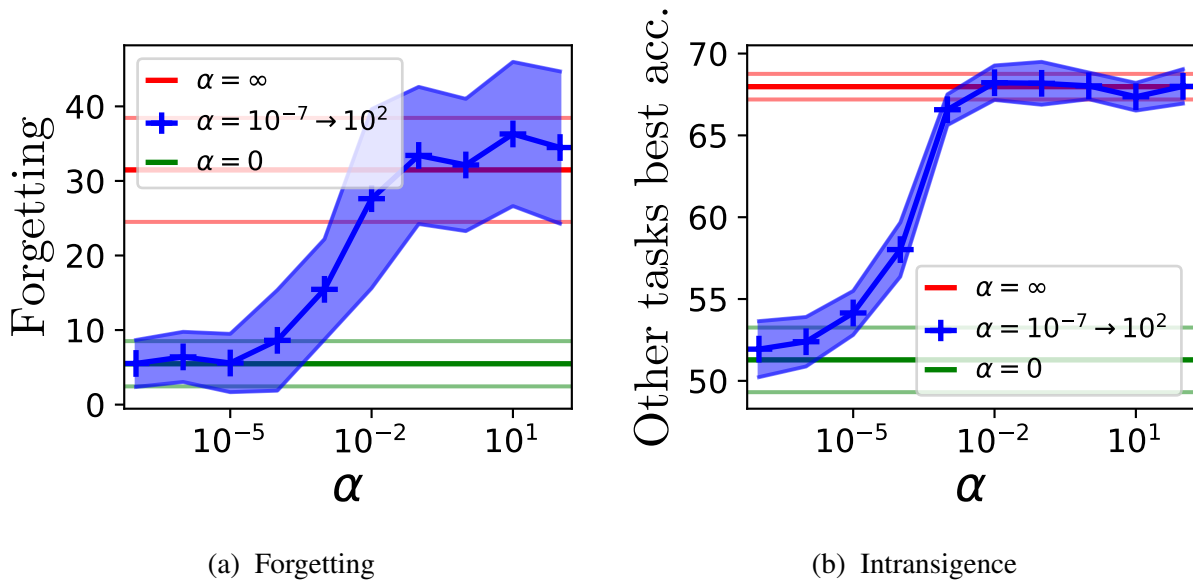 Forgetting
40
30
20
10
0
α = ∞
α = 10⁻⁷ → 10²
α = 0
10⁻⁵
10⁻²
10¹
α
(a) Forgetting
Other tasks best acc.
70
65
60
55
50
α = ∞
α = 10⁻⁷ → 10²
α = 0
10⁻⁵
10⁻²
10¹
α
(b) Intransigence